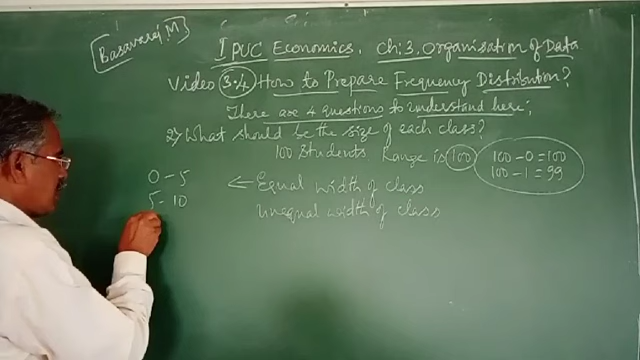 Basavaraj M
I PUC Economics. Ch:3. Organisation of Data
Video 3.4 How to Prepare Frequency Distribution?
There are 4 questions to understand here:
2) What should be the size of each class?
100 Students. Range is 100
100 - 0 = 100
100 - 1 = 99
0 - 5
5 - 10
← Equal width of class
unequal width of class